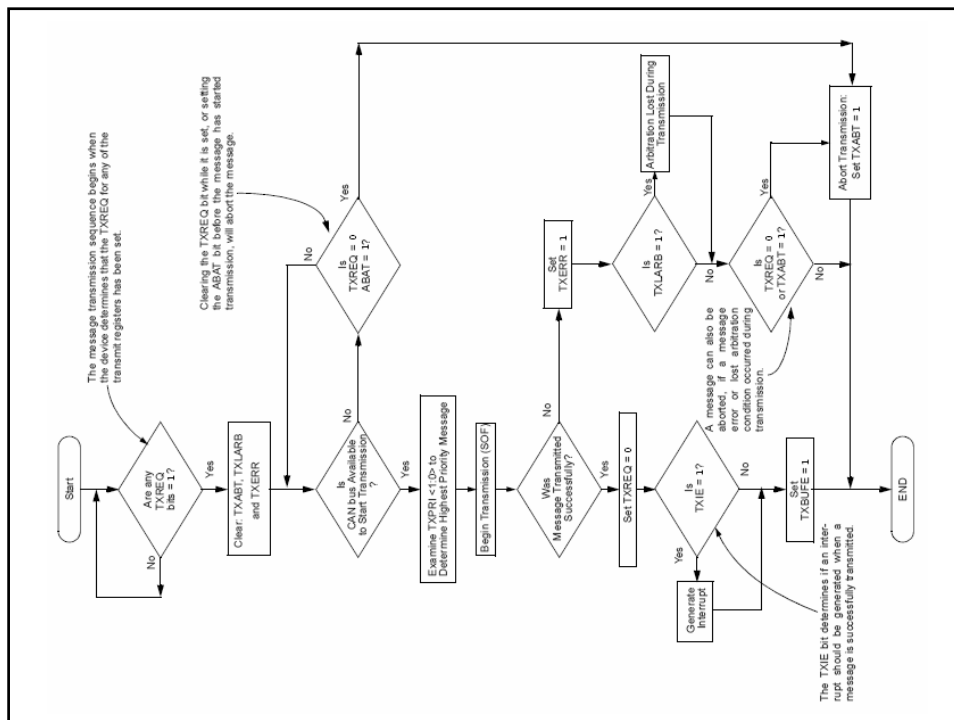 Start
The message transmission sequence begins when
the device determines that the TXREQ for any of the
transmit registers has been set.
Are any
TXREQ
bits = 1?
No
Yes
Clear: TXABT, TXLARB
and TXERR
Clearing the TXREQ bit while it is set, or setting
the ABAT bit before the message has started
transmission, will abort the message.
Is
CAN bus Available
to Start Transmission
?
No
Yes
Is
TXREQ = 0
ABAT = 1?
No
Yes
Examine TXPRI <1:0> to
Determine Highest Priority Message
Begin Transmission (SOF)
Was
Message Transmitted
Successfully?
No
Yes
Set
TXERR = 1
Is
TXLARB = 1?
Yes
No
Arbitration Lost During
Transmission
Set TXREQ = 0
Is
TXIE = 1?
Yes
No
Generate
Interrupt
A message can also be
aborted, if a message
error or lost arbitration
condition occurred during
transmission.
Is
TXREQ = 0
or TXABT = 1?
Yes
No
Abort Transmission:
Set TXABT = 1
Set
TXBUFE = 1
The TXIE bit determines if an inter-
rupt should be generated when a
message is successfully transmitted.
END